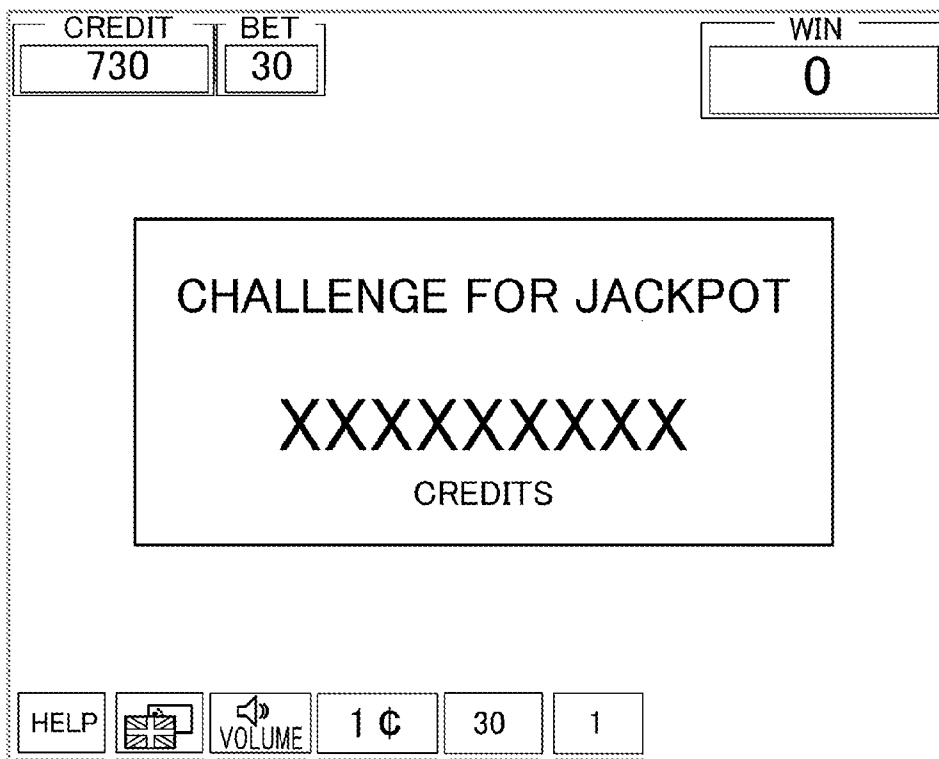 CREDIT BET WIN
730 30 0
CHALLENGE FOR JACKPOT
XXXXXXXXX
CREDITS
HELP VOLUME 1 ¢ 30 1